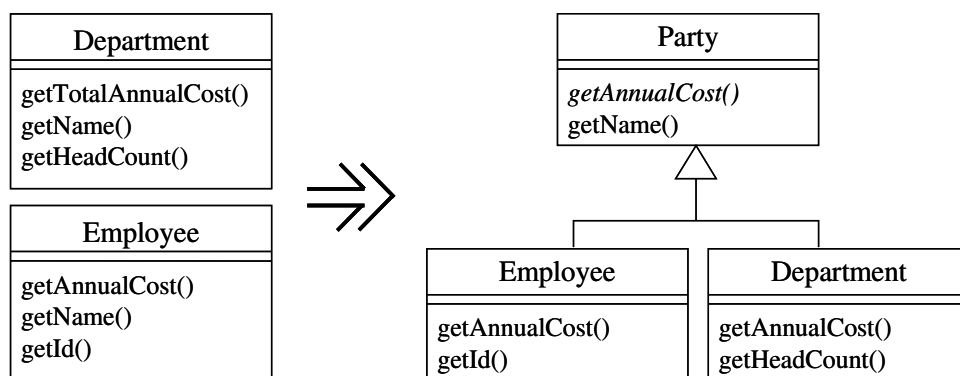 Department
getTotalAnnualCost()
getName()
getHeadCount()
Employee
getAnnualCost()
getName()
getId()
Party
getAnnualCost()
getName()
Employee
getAnnualCost()
getId()
Department
getAnnualCost()
getHeadCount()